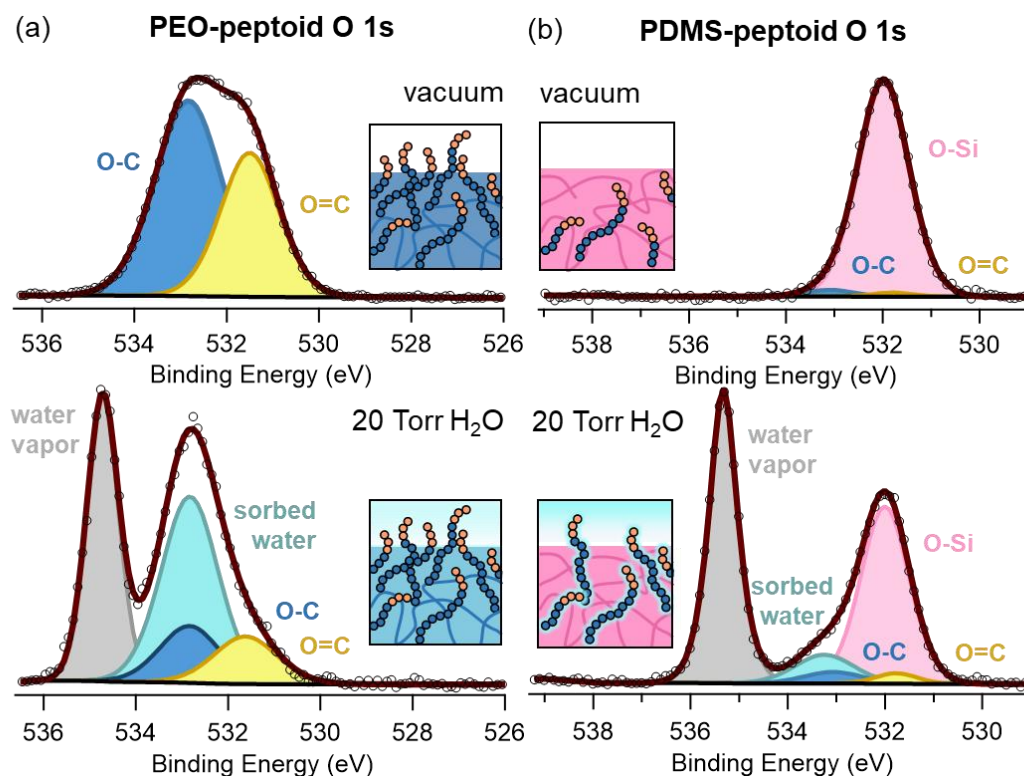 (a) PEO-peptoid O 1s
vacuum
O-C
O=C
536 534 532 530 528 526
Binding Energy (eV)
water
vapor
20 Torr H₂O
sorbed
water
O-C
O=C
536 534 532 530 528 526
Binding Energy (eV)
(b) PDMS-peptoid O 1s
vacuum
O-Si
O-C
O=C
538 536 534 532 530
Binding Energy (eV)
20 Torr H₂O
water
vapor
O-Si
sorbed
water
O-C
O=C
538 536 534 532 530
Binding Energy (eV)